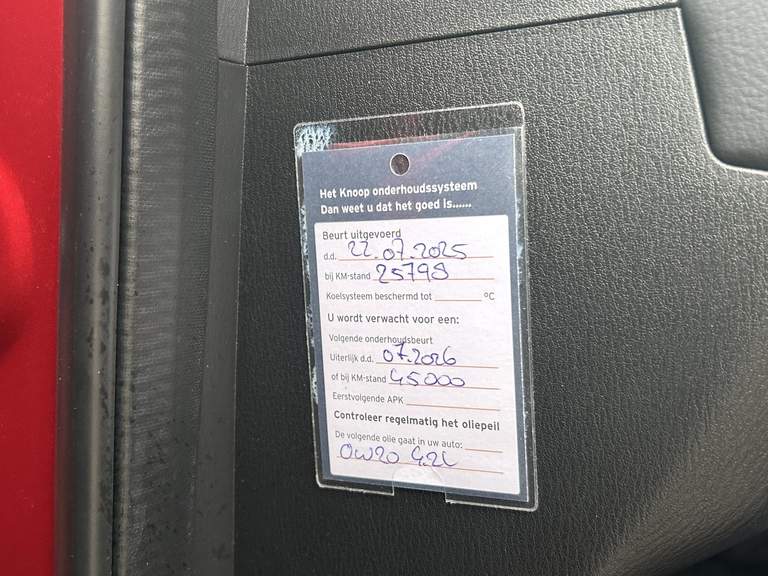 Het Knoop onderhoudssysteem
Dan weet u dat het goed is......
Beurt uitgevoerd
d.d. 22.07.2025
bij KM-stand 25798
Koelsysteem beschermd tot °C
U wordt verwacht voor een:
Volgende onderhoudsbeurt
Uiterlijk d.d. 07.2026
of bij KM-stand 45000
Eerstvolgende APK
Controleer regelmatig het oliepeil
De volgende olie gaat in uw auto:
0W20 4.2L